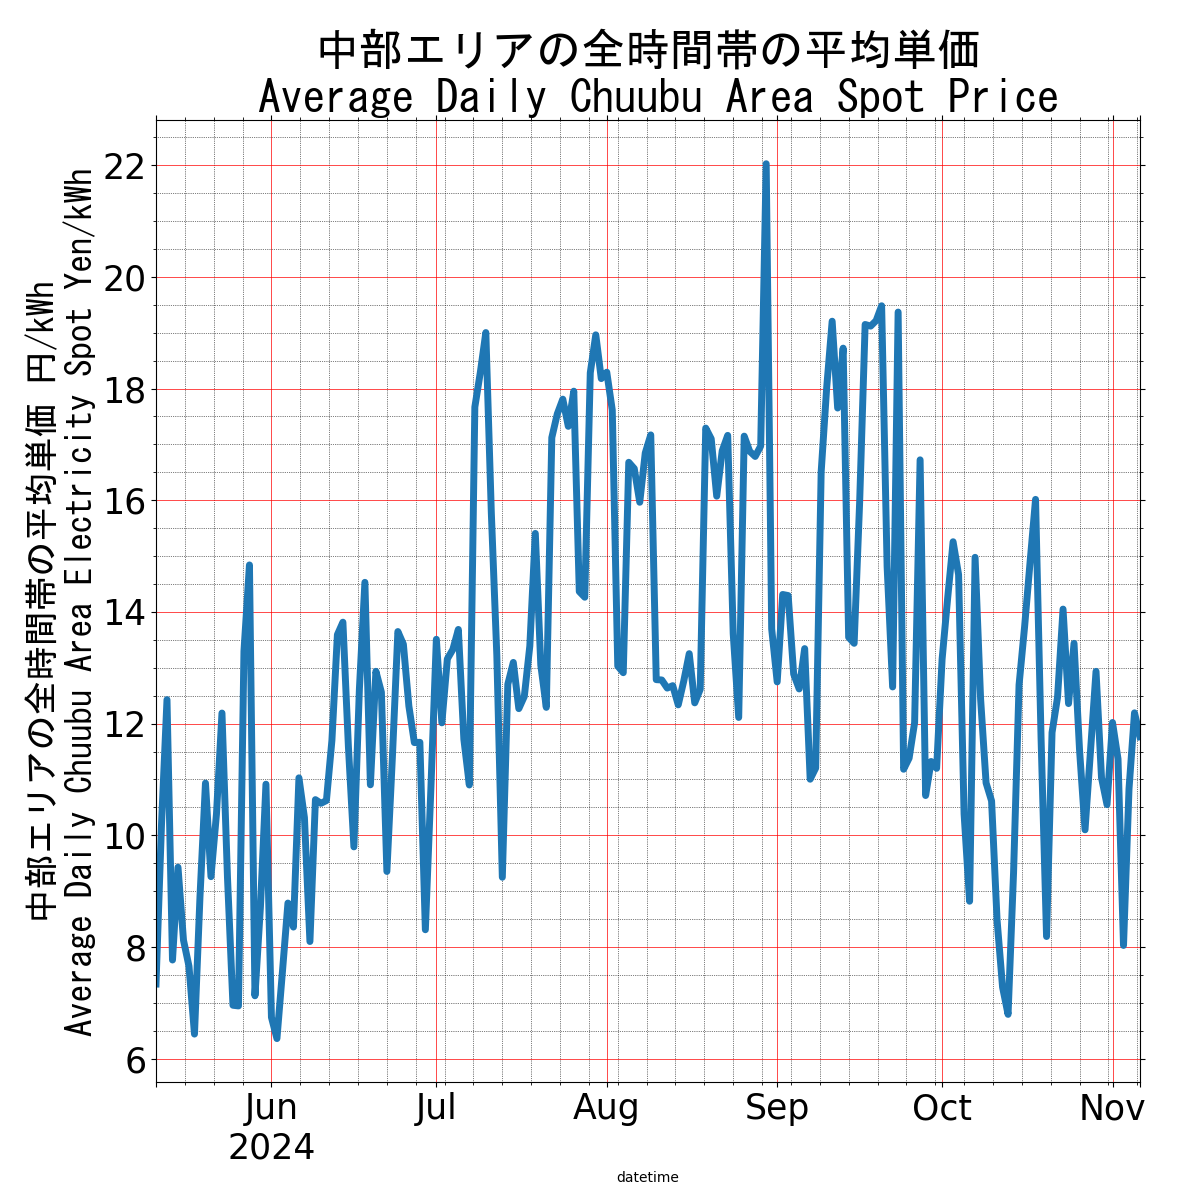 中部エリアの全時間帯の平均単価
Average Daily Chuubu Area Spot Price
中部エリアの全時間帯の平均単価 円/kWh
Average Daily Chuubu Area Electricity Spot Yen/kWh
22
20
18
16
14
12
10
8
6
Jun Jul Aug Sep Oct Nov
2024
datetime